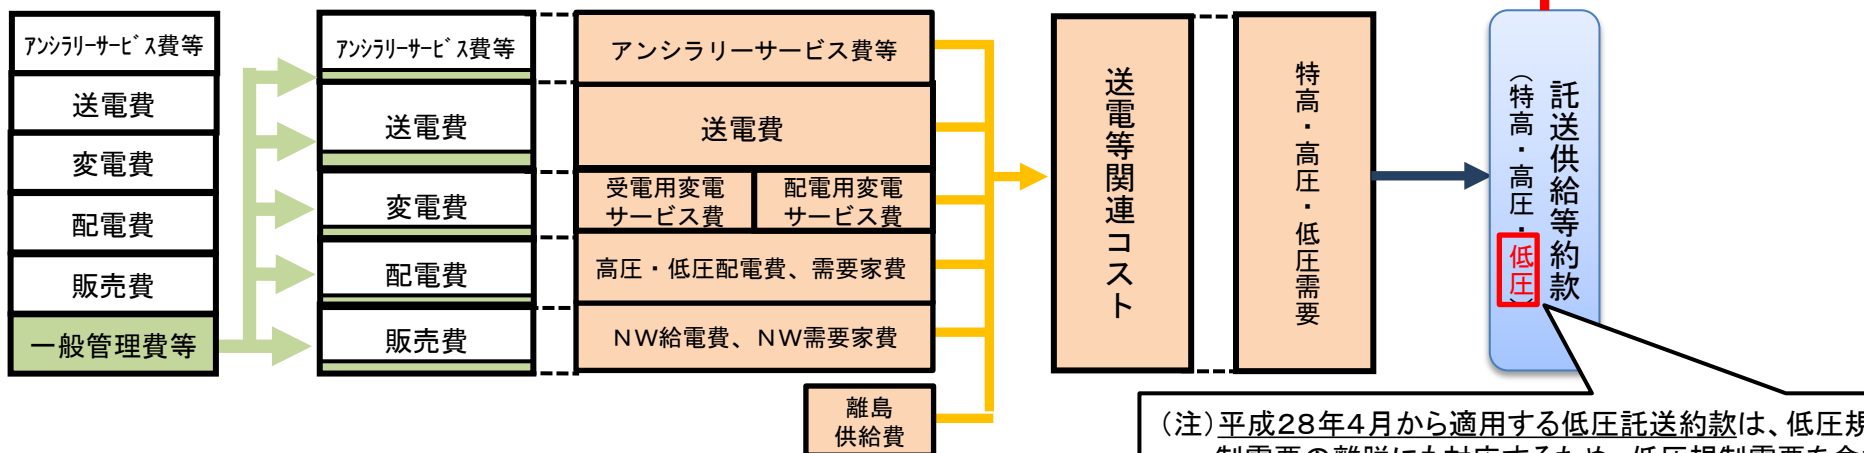 ｱﾝｼﾗﾘｰｻｰﾋﾞｽ費等
送電費
変電費
配電費
販売費
一般管理費等
ｱﾝｼﾗﾘｰｻｰﾋﾞｽ費等
送電費
変電費
配電費
販売費
アンシラリーサービス費等
送電費
受電用変電
サービス費
配電用変電
サービス費
高圧・低圧配電費、需要家費
ＮＷ給電費、ＮＷ需要家費
離島
供給費
送電等関連コスト
特高・高圧・低圧需要
託送供給等約款
（特高・高圧・低圧）
（注）平成28年4月から適用する低圧託送約款は、低圧規